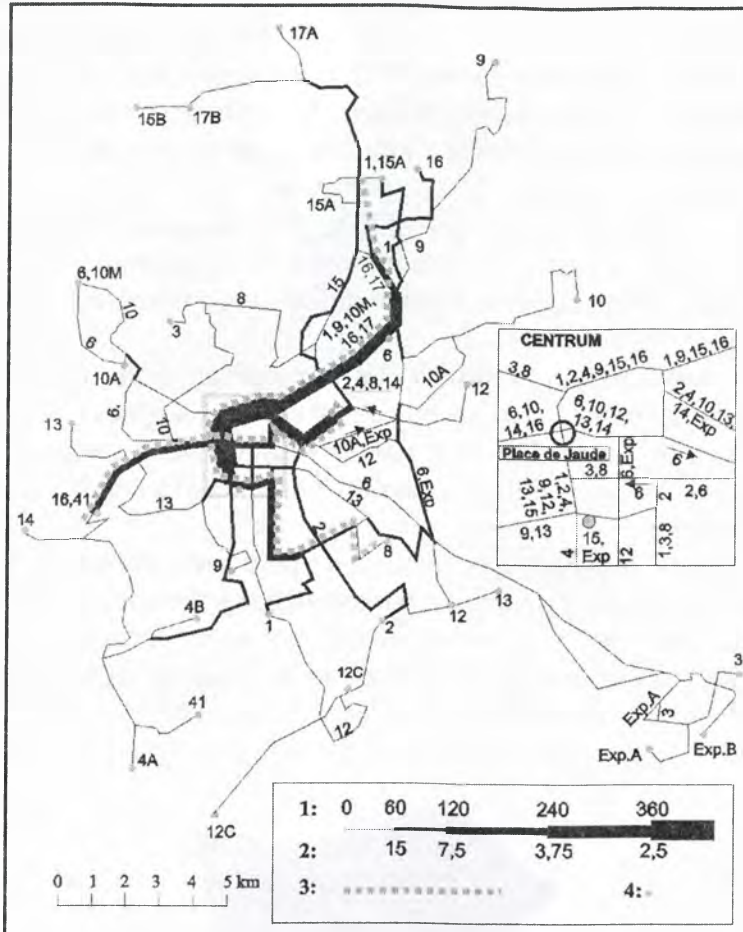 17A
9
15B
17B
1,15A
16
15A
1
9
16,17
6,10M
15
10
8
3
1,9,10M,
16,17
10
6
6
10A
2,4,8,14
10A
12
6.
10
13
10A,Exp
12
6
13
6,Exp
16,41
13
14
2
8
9
4B
1
2
12
13
12C
41
12
4A
12C
3
3
Exp.A
Exp.A
Exp.B
CENTRUM
3,8
1,2,4,9,15,16
1,9,15,16
2,4,10,13,
14,Exp
6,10,
14,16
6,10,12,
13,14
Place de Jaude
3,8
6,Exp
6
6
2,6
2
1,2,4,
9,12,
13,15
9,13
4
15,
Exp
12
1,3,8
1: 0 60 120 240 360
2: 15 7,5 3,75 2,5
3: 4:
0 1 2 3 4 5 km